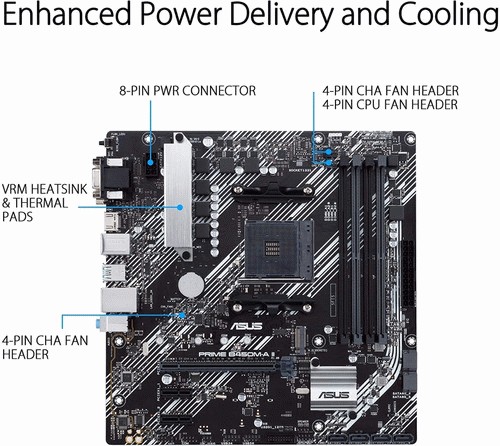 Enhanced Power Delivery and Cooling
8-PIN PWR CONNECTOR
4-PIN CHA FAN HEADER
4-PIN CPU FAN HEADER
VRM HEATSINK
& THERMAL
PADS
4-PIN CHA FAN
HEADER
ASUS
PRIME B450M-A II
ASUS